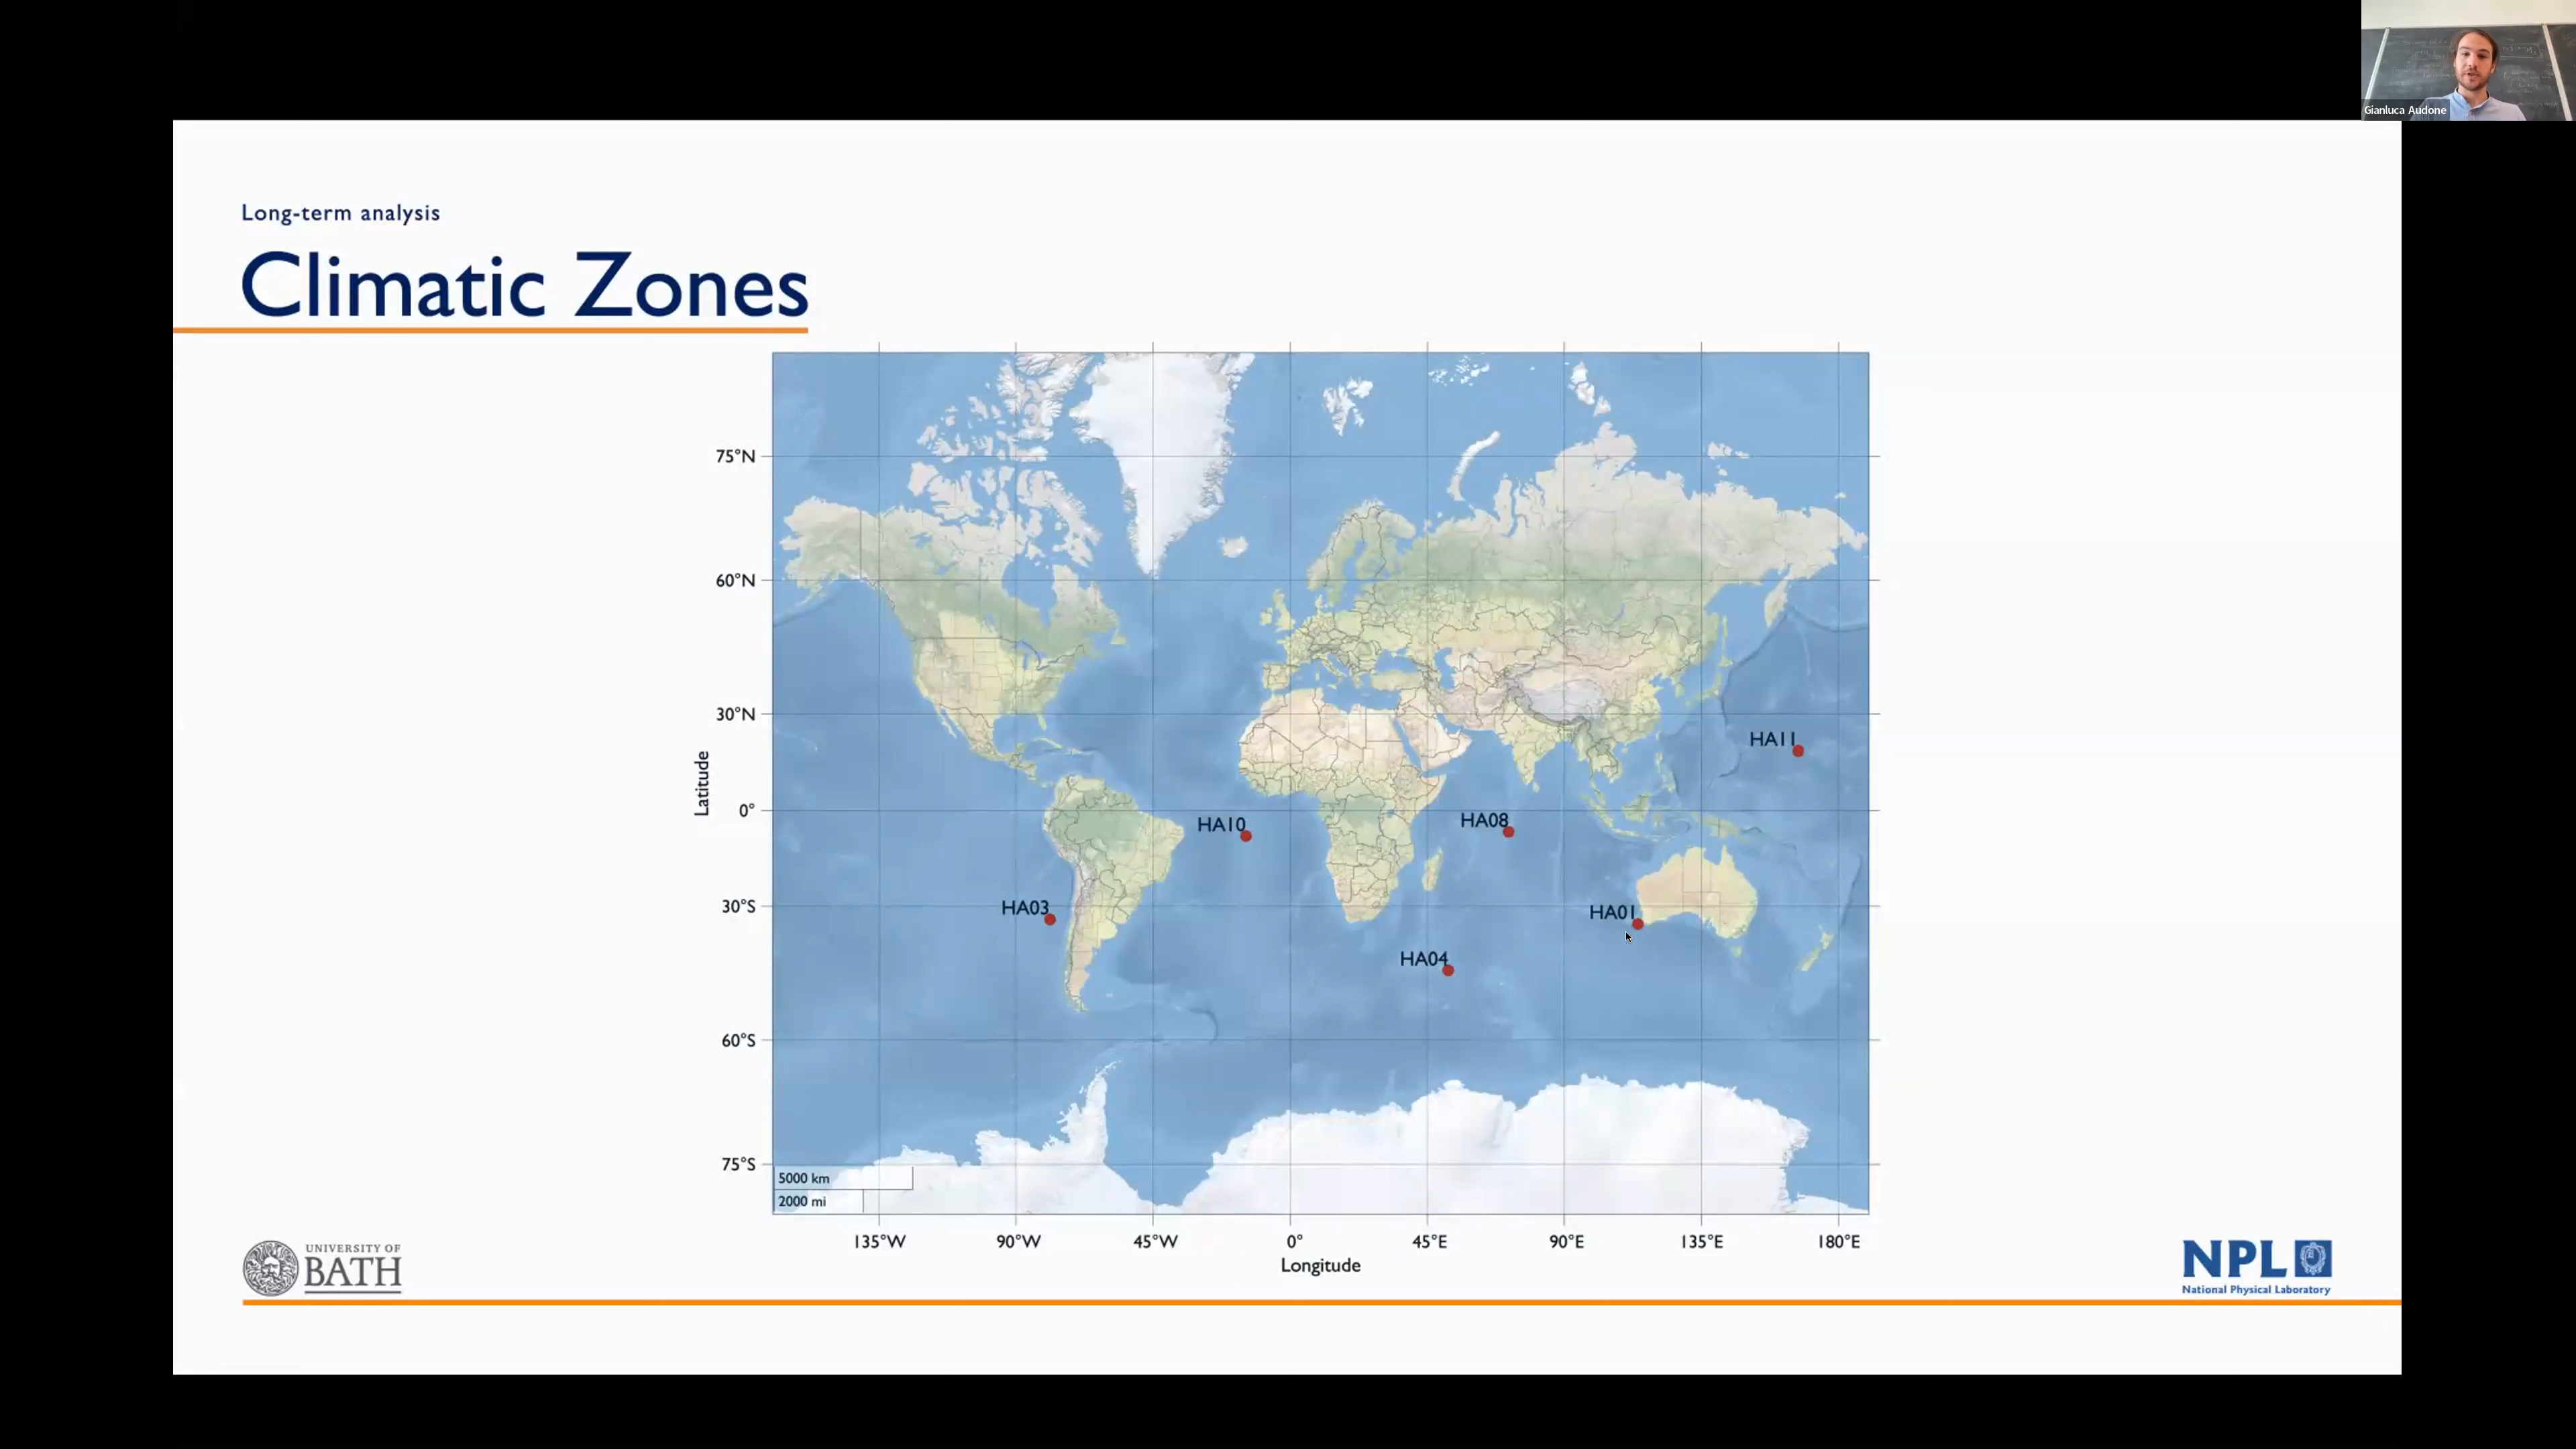 Gianluca Audone
Long-term analysis
Climatic Zones
75°N
60°N
30°N
HA11
Latitude
0°
HA10
HA08
30°S
HA03
HA01
HA04
60°S
75°S
5000 km
2000 mi
135°W 90°W 45°W 0° 45°E 90°E 135°E 180°E
Longitude
UNIVERSITY OF
BATH
NPL
National Physical Laboratory